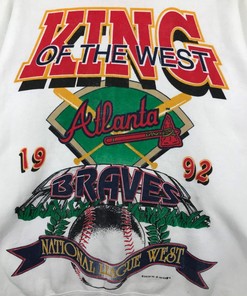 KING
OF THE WEST
Atlanta
19 92
BRAVES
NATIONAL LEAGUE WEST